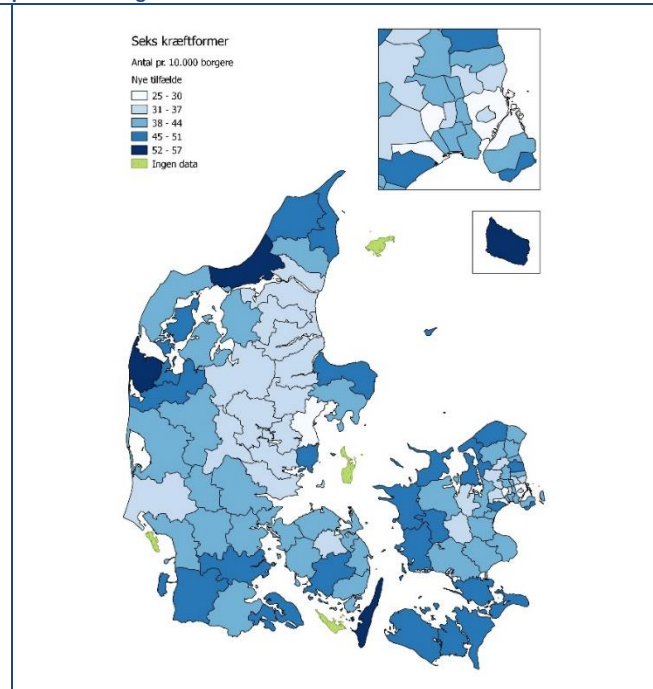 Seks kræftformer
Antal pr. 10.000 borgere
Nye tilfælde
25 - 30
31 - 37
38 - 44
45 - 51
52 - 57
Ingen data